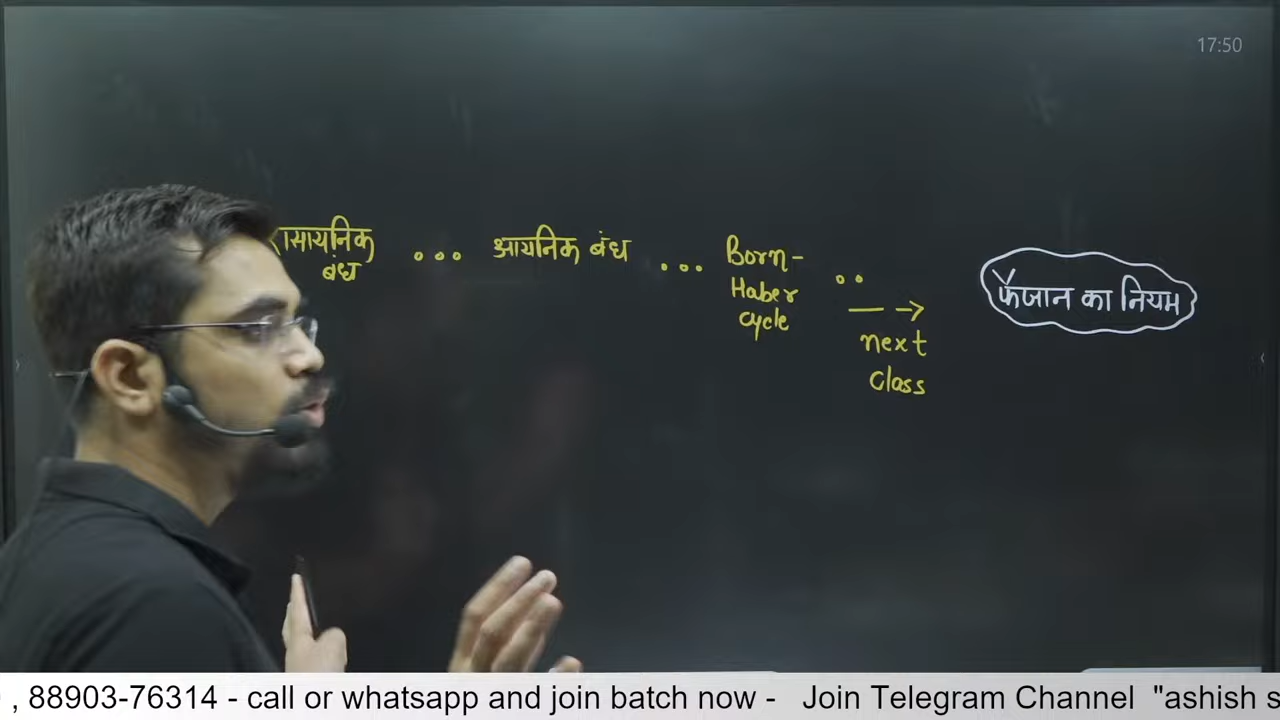 17:50
रासायनिक
बंध
... आयनिक बंध ...
Born-
Haber
cycle
..
→
next
class
फैजान का नियम
, 88903-76314 - call or whatsapp and join batch now -   Join Telegram Channel  "ashish s